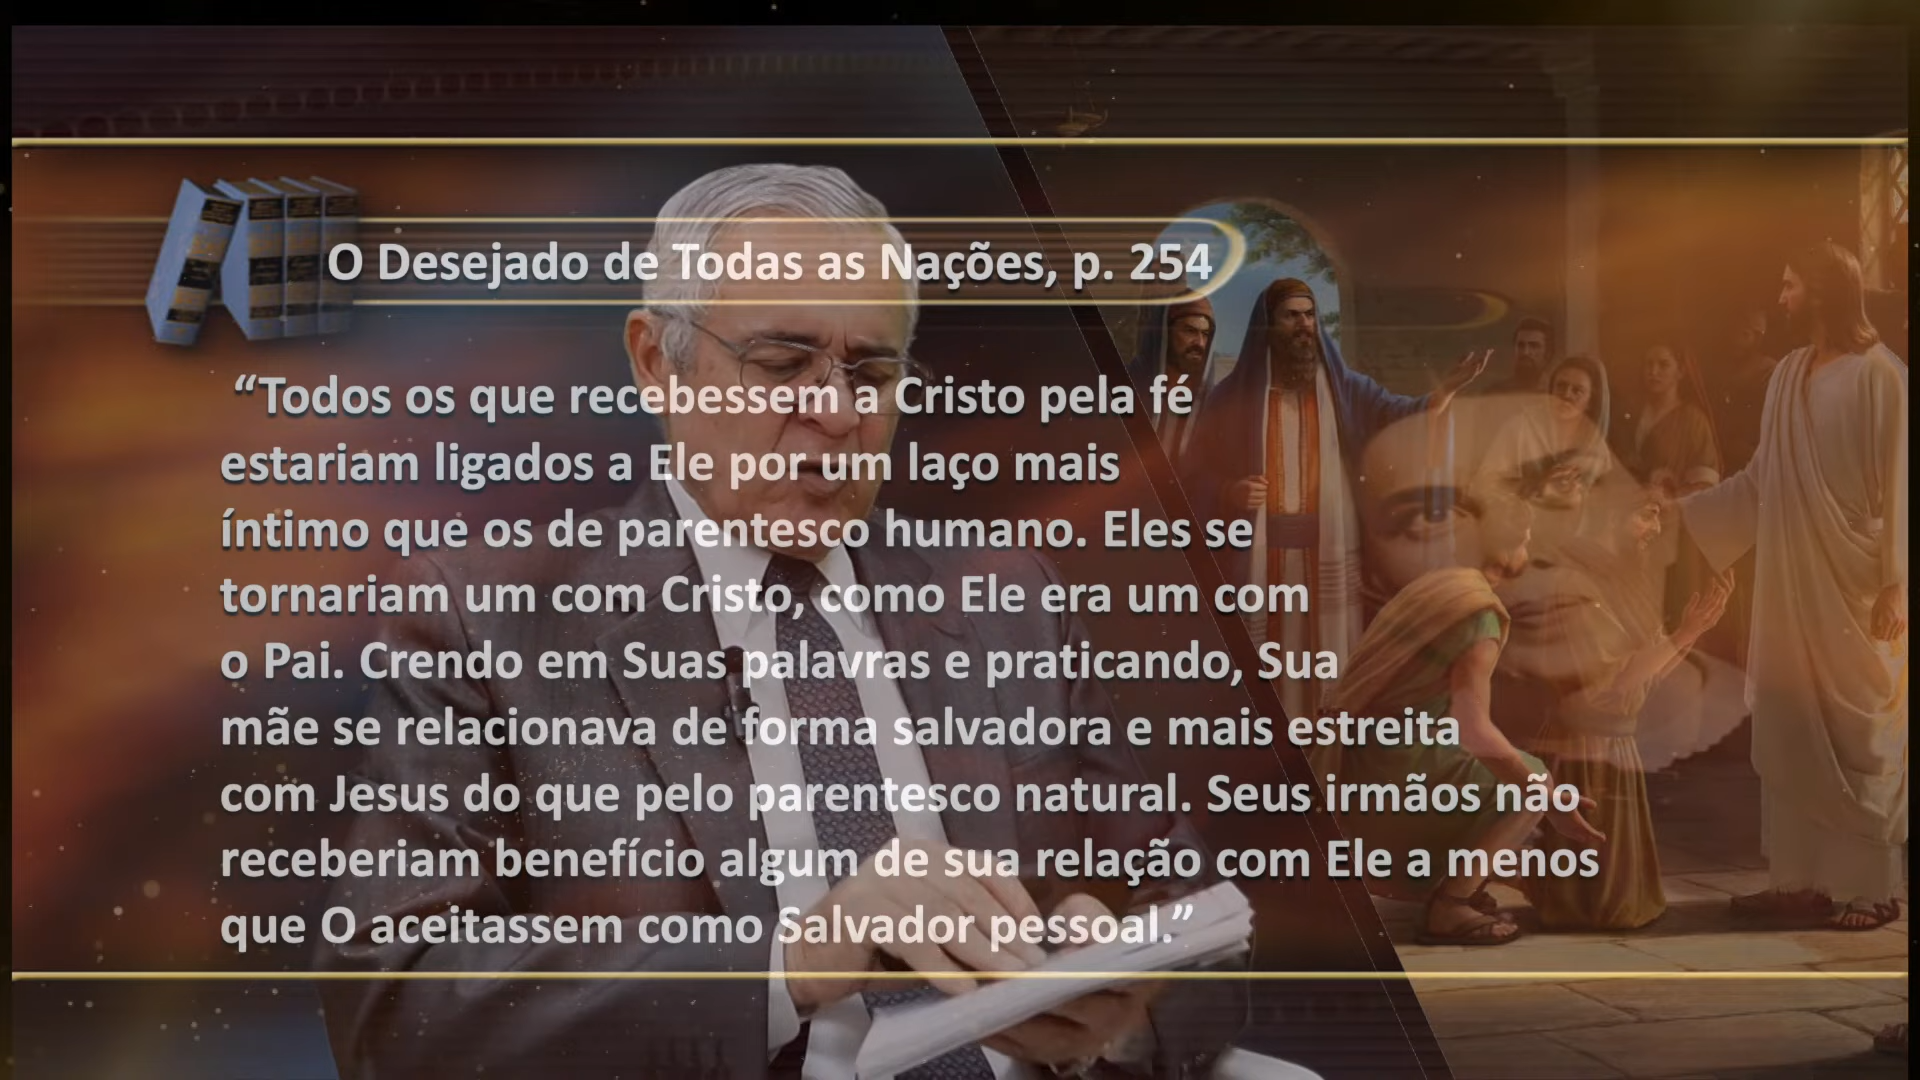 O Desejado de Todas as Nações, p. 254
“Todos os que recebessem a Cristo pela fé
estariam ligados a Ele por um laço mais
íntimo que os de parentesco humano. Eles se
tornariam um com Cristo, como Ele era um com
o Pai. Crendo em Suas palavras e praticando, Sua
mãe se relacionava de forma salvadora e mais estreita
com Jesus do que pelo parentesco natural. Seus irmãos não
receberiam benefício algum de sua relação com Ele a menos
que O aceitassem como Salvador pessoal.”